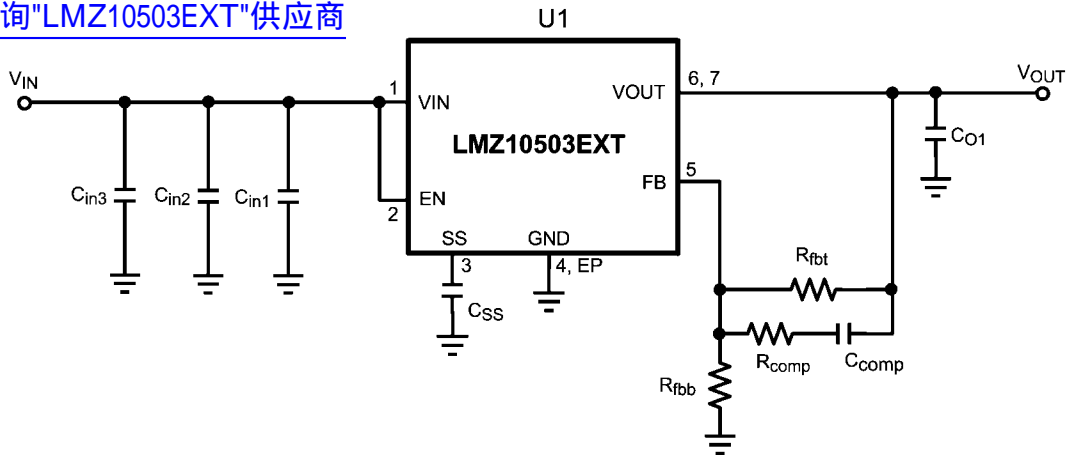 询"LMZ10503EXT"供应商
U1
VIN
1
VIN
VOUT
6, 7
VOUT
LMZ10503EXT
CO1
FB
5
Cin3
Cin2
Cin1
EN
2
SS
GND
3
4, EP
Rfbt
CSS
Rcomp
Ccomp
Rfbb